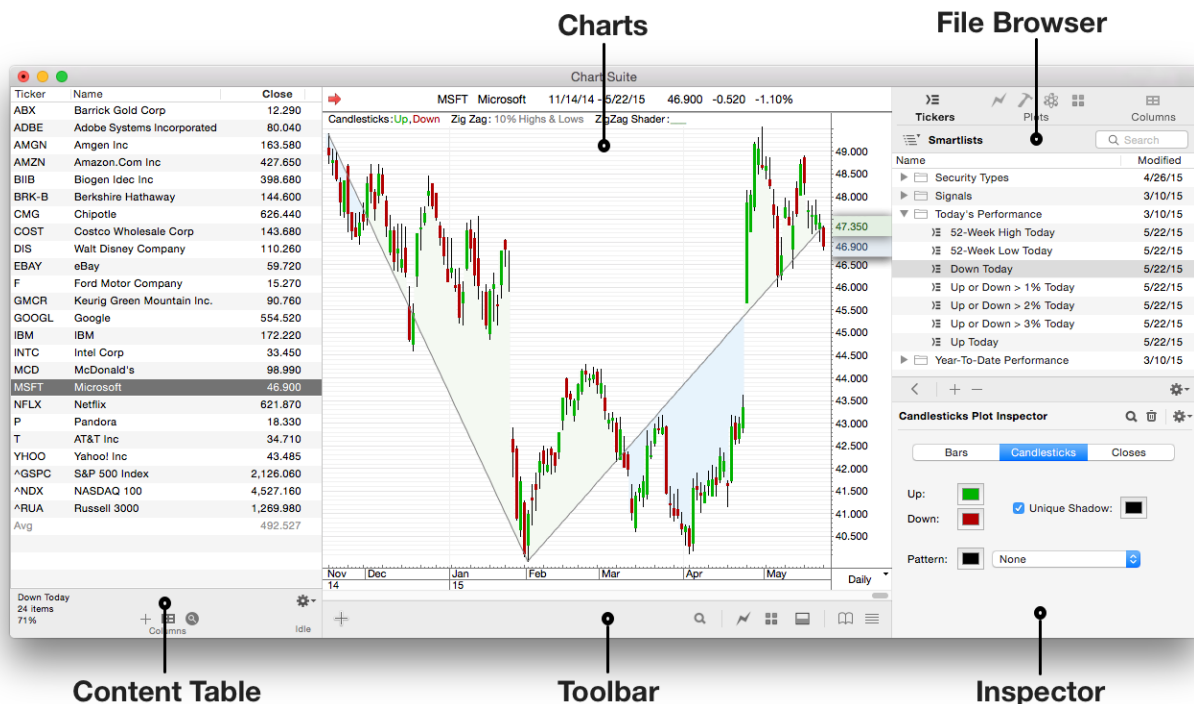 Charts
File Browser
Chart Suite
Ticker Name Close
ABX Barrick Gold Corp 12.290
ADBE Adobe Systems Incorporated 80.040
AMGN Amgen Inc 163.580
AMZN Amazon.Com Inc 427.650
BIIB Biogen Idec Inc 398.680
BRK-B Berkshire Hathaway 144.600
CMG Chipotle 626.440
COST Costco Wholesale Corp 143.680
DIS Walt Disney Company 110.260
EBAY eBay 59.720
F Ford Motor Company 15.270
GMCR Keurig Green Mountain Inc. 90.760
GOOGL Google 554.520
IBM IBM 172.220
INTC Intel Corp 33.450
MCD McDonald's 98.990
MSFT Microsoft 46.900
NFLX Netflix 621.870
P Pandora 18.330
T AT&T Inc 34.710
YHOO Yahoo! Inc 43.485
^GSPC S&P 500 Index 2,126.060
^NDX NASDAQ 100 4,527.160
^RUA Russell 3000 1,269.980
Avg 492.527
Down Today
24 items
71%
Columns
Idle
MSFT Microsoft 11/14/14 - 5/22/15 46.900 -0.520 -1.10%
Candlesticks: Up, Down Zig Zag: 10% Highs & Lows ZigZag Shader:
49.000
48.500
48.000
47.350
46.900
46.500
46.000
45.500
45.000
44.500
44.000
43.500
43.000
42.500
42.000
41.500
41.000
40.500
Nov Dec Jan Feb Mar Apr May
14 15
Daily
Tickers Plots Columns
Smartlists Search
Name Modified
Security Types 4/26/15
Signals 3/10/15
Today's Performance 3/10/15
52-Week High Today 5/22/15
52-Week Low Today 5/22/15
Down Today 5/22/15
Up or Down > 1% Today 5/22/15
Up or Down > 2% Today 5/22/15
Up or Down > 3% Today 5/22/15
Up Today 5/22/15
Year-To-Date Performance 3/10/15
Candlesticks Plot Inspector
Bars Candlesticks Closes
Up:
Unique Shadow:
Down:
Pattern: None
Content Table
Toolbar
Inspector